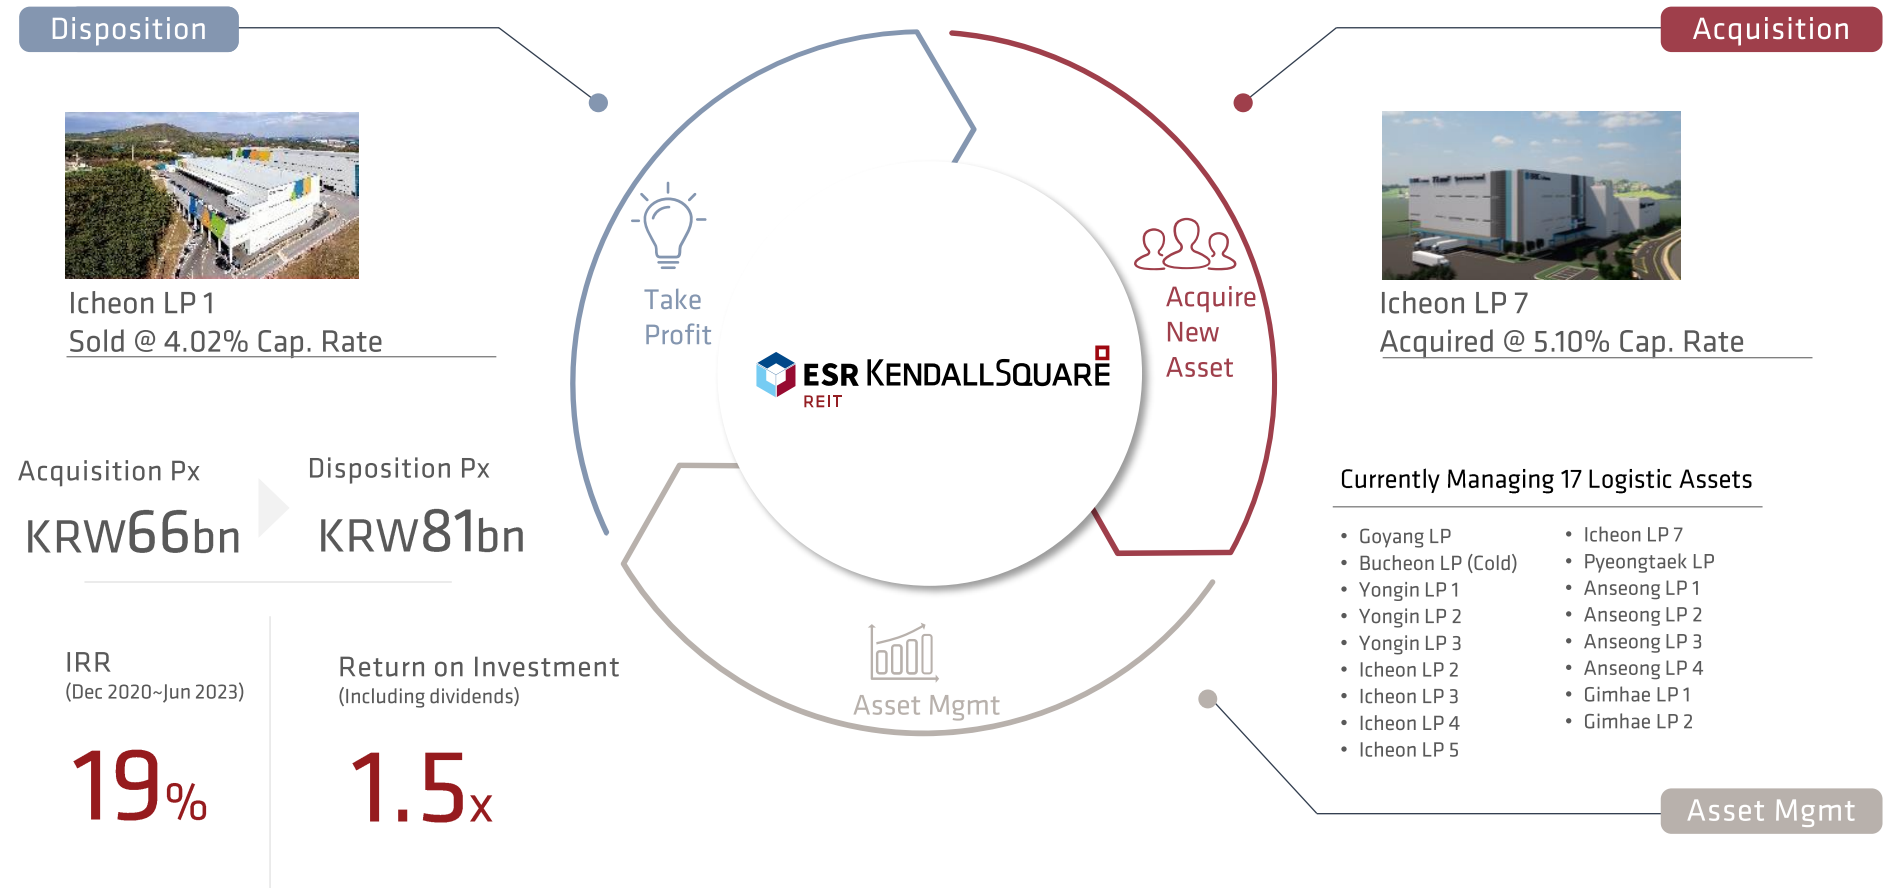 Disposition
Acquisition
Icheon LP 1
Sold @ 4.02% Cap. Rate
Icheon LP 7
Acquired @ 5.10% Cap. Rate
Take
Profit
Acquire
New
Asset
ESR KENDALLSQUARE
REIT
Acquisition Px
KRW66bn
Disposition Px
KRW81bn
IRR
(Dec 2020~Jun 2023)
19%
Return on Investment
(Including dividends)
1.5x
Asset Mgmt
Currently Managing 17 Logistic Assets
• Goyang LP
• Bucheon LP (Cold)
• Yongin LP 1
• Yongin LP 2
• Yongin LP 3
• Icheon LP 2
• Icheon LP 3
• Icheon LP 4
• Icheon LP 5
• Icheon LP 7
• Pyeongtaek LP
• Anseong LP 1
• Anseong LP 2
• Anseong LP 3
• Anseong LP 4
• Gimhae LP 1
• Gimhae LP 2
Asset Mgmt